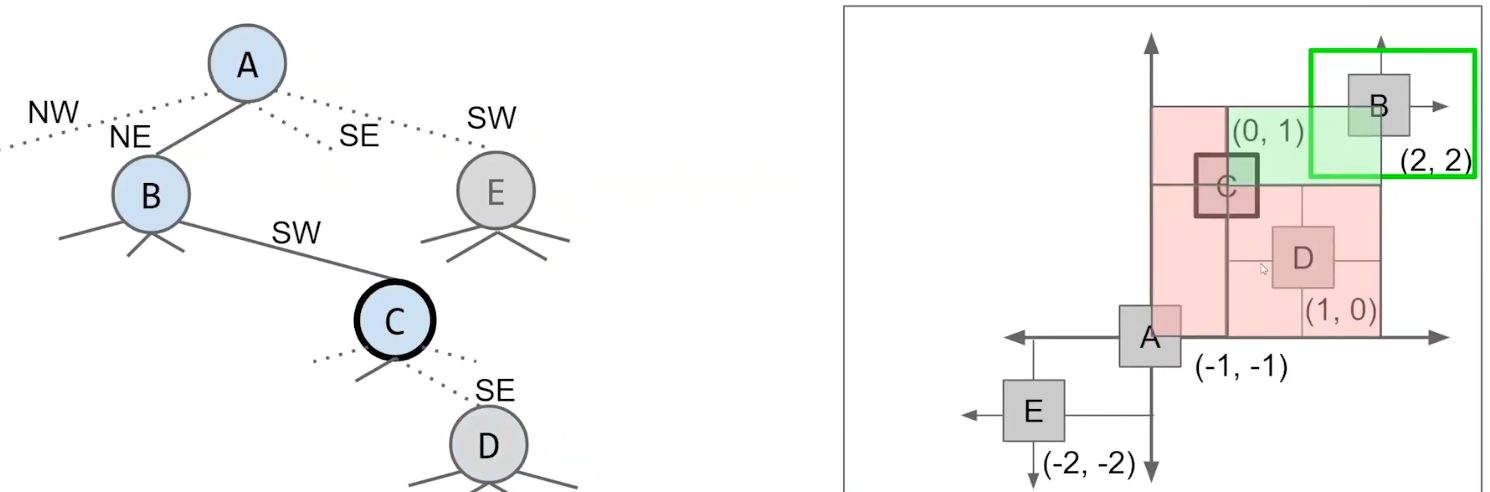 A
NW
NE
SE
SW
B
E
SW
C
SE
D
B
(0, 1)
(2, 2)
C
D
(1, 0)
A
(-1, -1)
E
(-2, -2)